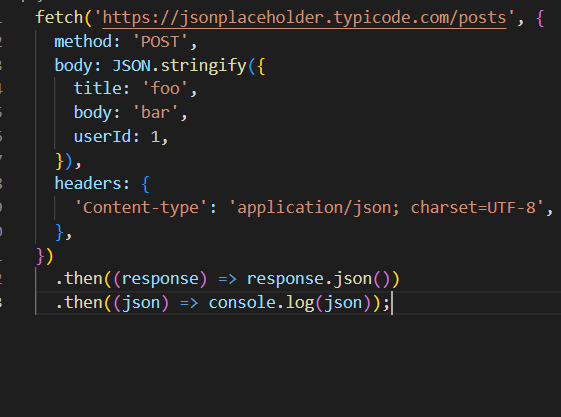 fetch('https://jsonplaceholder.typicode.com/posts', {
  method: 'POST',
  body: JSON.stringify({
    title: 'foo',
    body: 'bar',
    userId: 1,
  }),
  headers: {
    'Content-type': 'application/json; charset=UTF-8',
  },
})
  .then((response) => response.json())
  .then((json) => console.log(json));